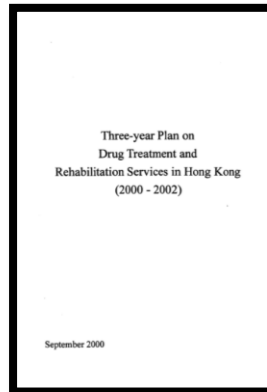 Three-year Plan on
Drug Treatment and
Rehabilitation Services in Hong Kong
(2000 - 2002)
September 2000